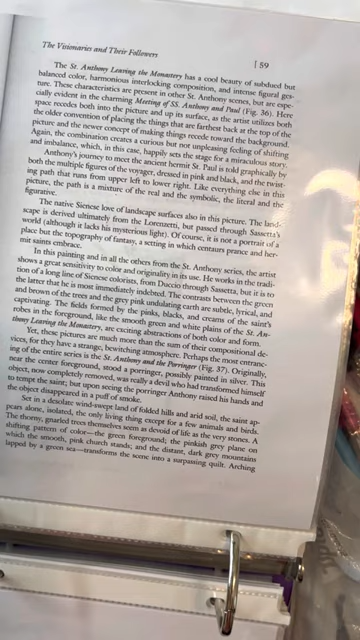 The Visionaries and Their Followers [ 59
The St. Anthony Leaving the Monastery has a cool beauty of subdued but
balanced color, harmonious interlocking composition, and intense figural ges-
ture. These characteristics are present in other St. Anthony scenes, but are espe-
cially evident in the charming Meeting of SS. Anthony and Paul (Fig. 36). Here
space recedes both into the picture and up its surface, as the artist utilizes both
the older convention of placing the things that are farthest back at the top of the
picture and the newer concept of making things recede toward the background.
Again, the combination creates a curious but not unpleasing feeling of shifting
and imbalance, which, in this case, happily sets the stage for a miraculous story.
Anthony's journey to meet the ancient hermit St. Paul is told graphically by
both the multiple figures of the voyager, dressed in pink and black, and the twist-
ing path that runs from upper left to lower right. Like everything else in this
picture, the path is a mixture of the real and the symbolic, the literal and the
figurative.
The native Sienese love of landscape surfaces also in this picture. The land-
scape is derived ultimately from the Lorenzetti, but passed through Sassetta's
world (although it lacks his mysterious light). Of course, it is not a portrait of a
place but the topography of fantasy, a setting in which centaurs prance and her-
mit saints embrace.
In this painting and in all the others from the St. Anthony series, the artist
shows a great sensitivity to color and originality in its use. He works in the tradi-
tion of a long line of Sienese colorists, from Duccio through Sassetta, but it is to
the latter that he is most immediately indebted. The contrasts between the green
and brown of the trees and the grey pink undulating earth are subtle, lyrical, and
captivating. The fields formed by the pinks, blacks, and creams of the saint's
robes in the foreground, like the smooth green and white plains of the St. An-
thony Leaving the Monastery, are exciting abstractions of both color and form.
Yet, these pictures are much more than the sum of their compositional de-
vices, for they have a strange, bewitching atmosphere. Perhaps the most entranc-
ing of the entire series is the St. Anthony and the Porringer (Fig. 37). Originally,
near the center foreground, stood a porringer, possibly painted in silver. This
object, now completely removed, was really a devil who had transformed himself
to tempt the saint; but upon seeing the porringer Anthony raised his hands and
the object disappeared in a puff of smoke.
Set in a desolate wind-swept land of folded hills and arid soil, the saint ap-
pears alone, isolated, the only living thing except for a few animals and birds.
The thorny, gnarled trees themselves seem as devoid of life as the very stones. A
shifting pattern of color—the green foreground; the pinkish grey plane on
which the smooth, pink church stands; and the distant, dark grey mountains
lapped by a green sea—transforms the scene into a surpassing quilt. Arching